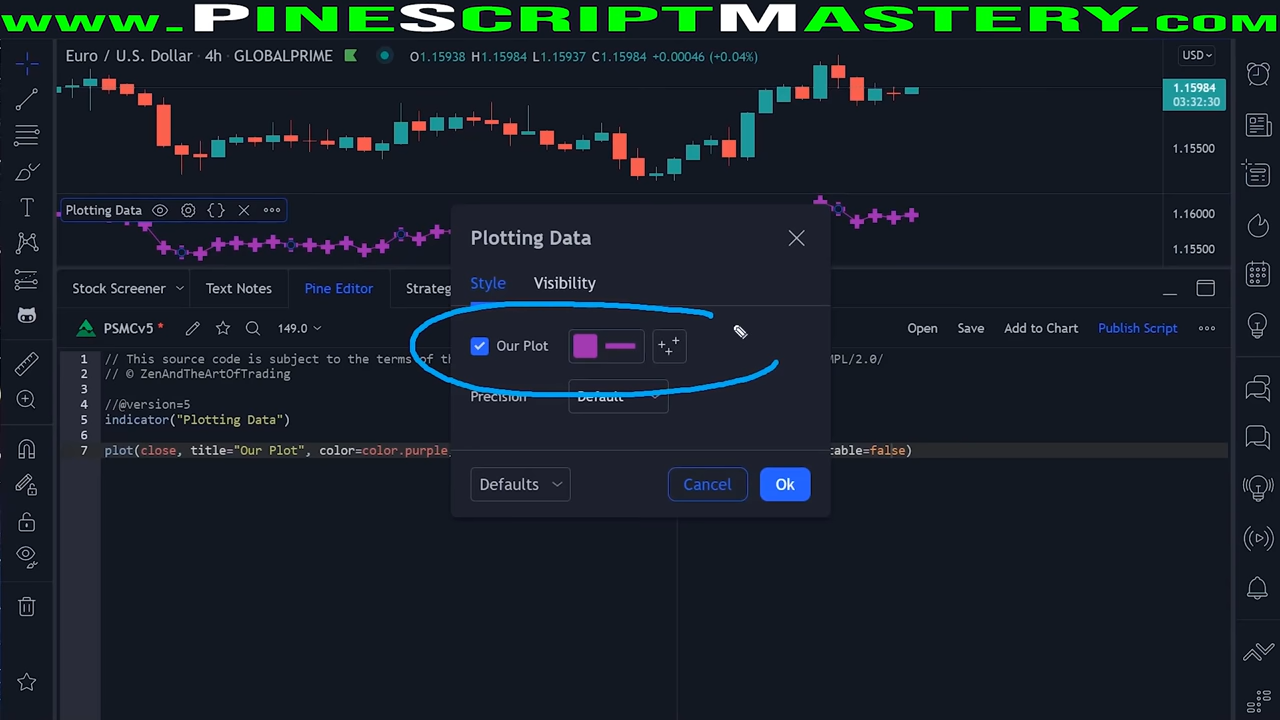 www.PineScriptMastery.com
Euro / U.S. Dollar 4h GLOBALPRIME O1.15938 H1.15984 L1.15937 C1.15984 +0.00046 (+0.04%)
USD
1.15984
03:32:30
1.15500
Plotting Data
1.16000
1.15500
Plotting Data
Style Visibility
Our Plot
Precision Default
Defaults Cancel Ok
Stock Screener Text Notes Pine Editor Strateg
PSMCv5 * 149.0 Open Save Add to Chart Publish Script
1 // This source code is subject to the terms of th MPL/2.0/
2 // © ZenAndTheArtOfTrading
3
4 //@version=5
5 indicator("Plotting Data")
6
7 plot(close, title="Our Plot", color=color.purple, table=false)